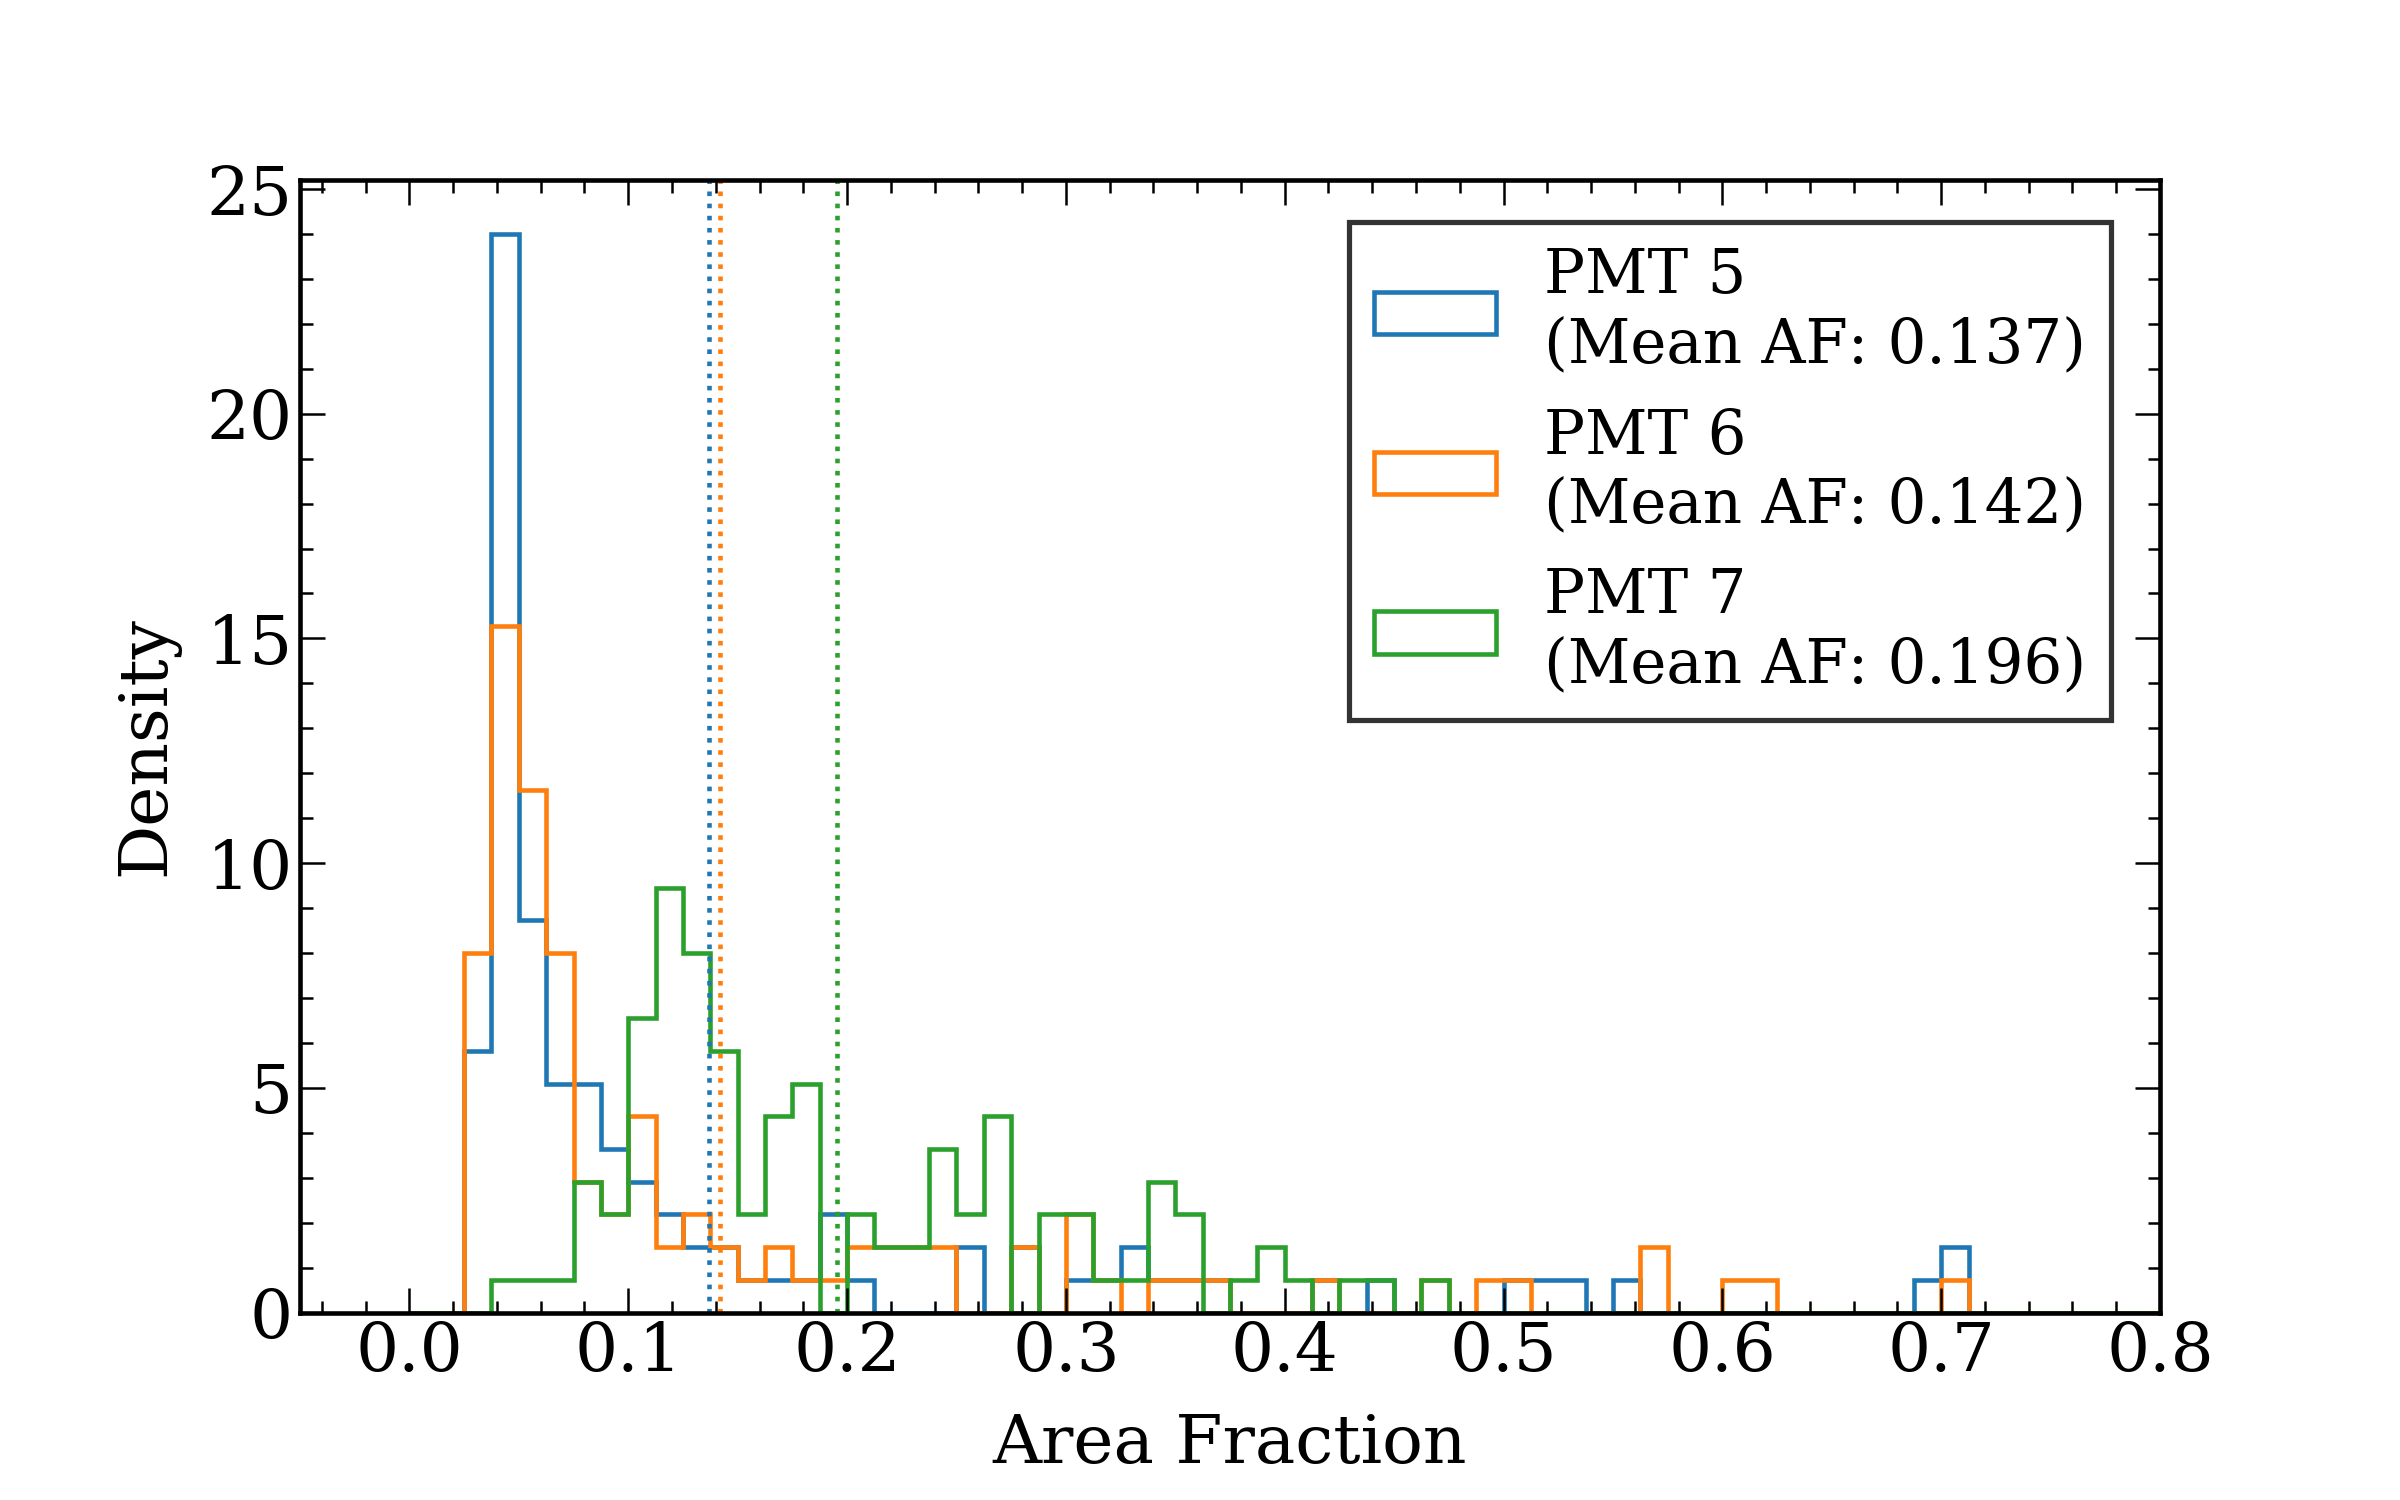 25
20
15
10
5
0
Density
0.0 0.1 0.2 0.3 0.4 0.5 0.6 0.7 0.8
Area Fraction
PMT 5
(Mean AF: 0.137)
PMT 6
(Mean AF: 0.142)
PMT 7
(Mean AF: 0.196)